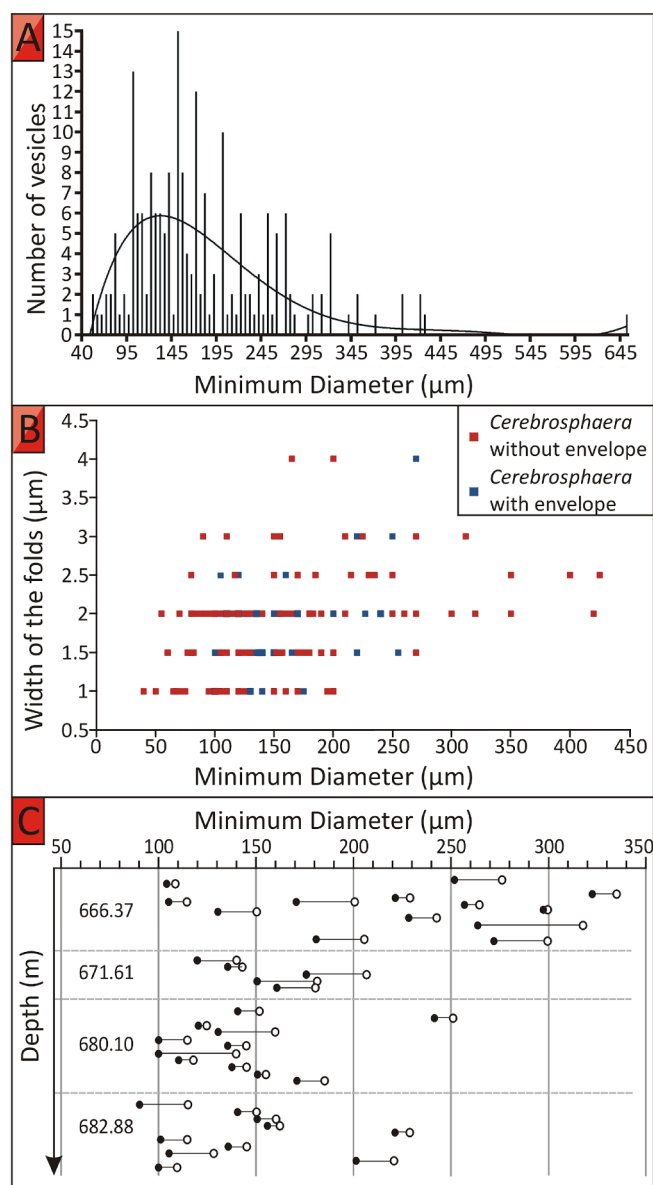 A
15
14
13
12
11
10
9
8
7
6
5
4
3
2
1
0
Number of vesicles
40 95 145 195 245 295 345 395 445 495 545 595 645
Minimum Diameter (µm)
B
4.5
4
3.5
3
2.5
2
1.5
1
0.5
Width of the folds (µm)
Cerebrosphaera
without envelope
Cerebrosphaera
with envelope
0 50 100 150 200 250 300 350 400 450
Minimum Diameter (µm)
C
Minimum Diameter (µm)
50 100 150 200 250 300 350
Depth (m)
666.37
671.61
680.10
682.88